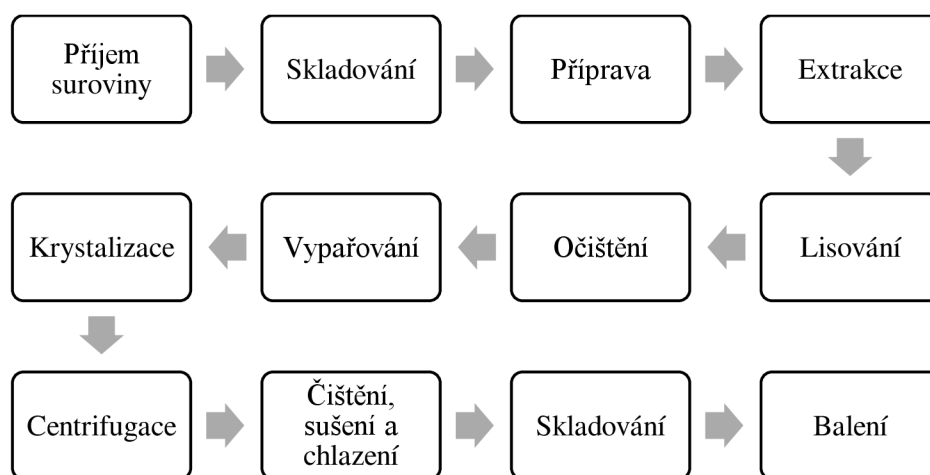 Příjem
suroviny
Skladování
Příprava
Extrakce
Krystalizace
Vypařování
Očištění
Lisování
Centrifugace
Čištění,
sušení a
chlazení
Skladování
Balení